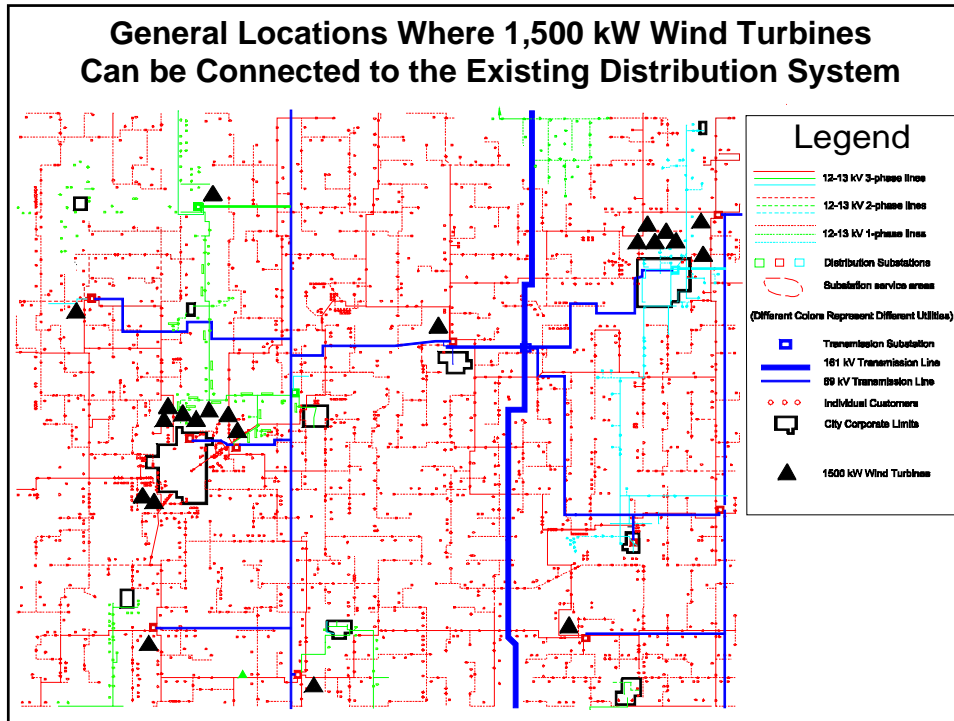 General Locations Where 1,500 kW Wind Turbines
Can be Connected to the Existing Distribution System
Legend
12-13 kV 3-phase lines
12-13 kV 2-phase lines
12-13 kV 1-phase lines
Distribution Substations
Substation service areas
(Different Colors Represent Different Utilities)
Transmission Substation
161 kV Transmission Line
69 kV Transmission Line
Individual Customers
City Corporate Limits
1500 kW Wind Turbines